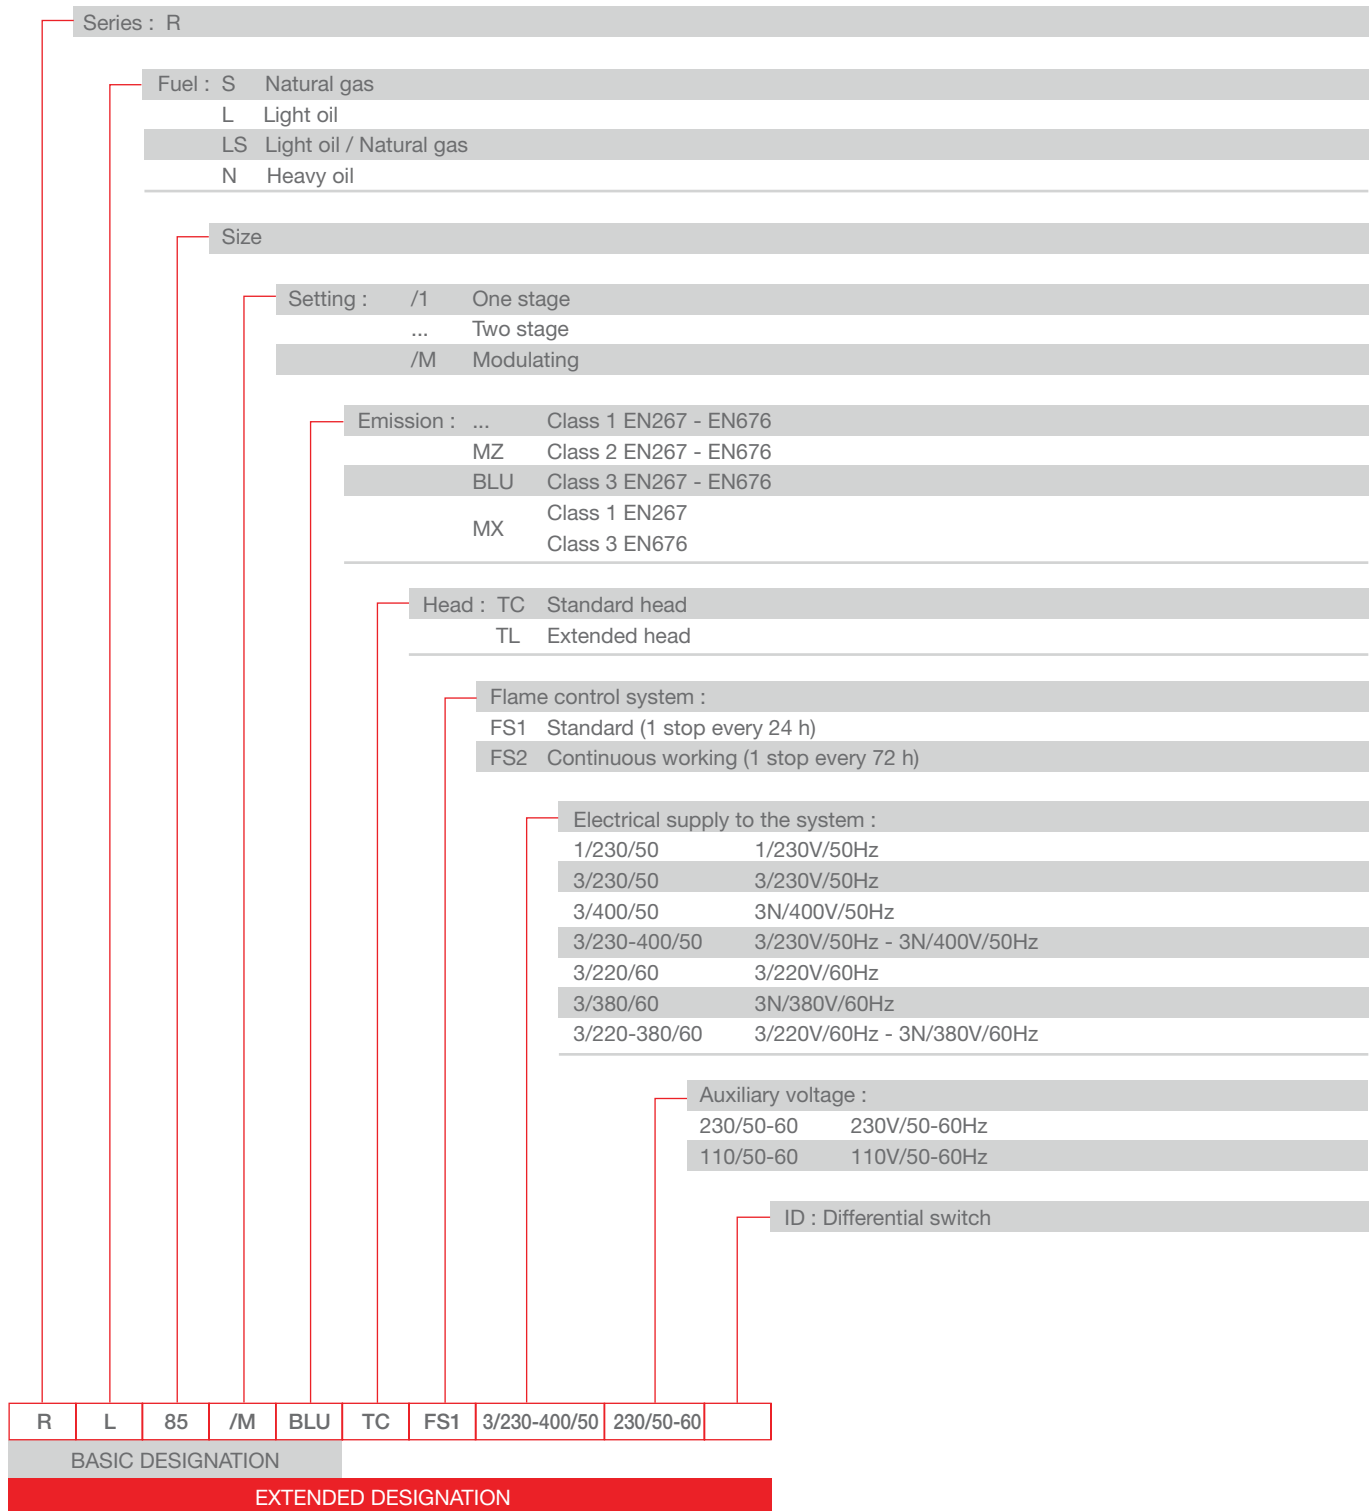 Series : R
Fuel : S Natural gas
L Light oil
LS Light oil / Natural gas
N Heavy oil
Size
Setting : /1 One stage
... Two stage
/M Modulating
Emission : ... Class 1 EN267 - EN676
MZ Class 2 EN267 - EN676
BLU Class 3 EN267 - EN676
MX Class 1 EN267
Class 3 EN676
Head : TC Standard head
TL Extended head
Flame control system :
FS1 Standard (1 stop every 24 h)
FS2 Continuous working (1 stop every 72 h)
Electrical supply to the system :
1/230/50 1/230V/50Hz
3/230/50 3/230V/50Hz
3/400/50 3N/400V/50Hz
3/230-400/50 3/230V/50Hz - 3N/400V/50Hz
3/220/60 3/220V/60Hz
3/380/60 3N/380V/60Hz
3/220-380/60 3/220V/60Hz - 3N/380V/60Hz
Auxiliary voltage :
230/50-60 230V/50-60Hz
110/50-60 110V/50-60Hz
ID : Differential switch
R L 85 /M BLU TC FS1 3/230-400/50 230/50-60
BASIC DESIGNATION
EXTENDED DESIGNATION